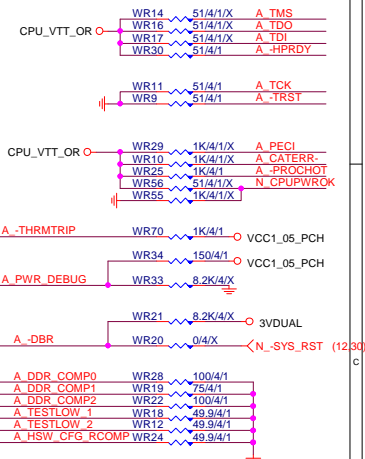 WR14 51/4/1/X A_TMS
CPU_VTT_OR WR16 51/4/1/X A_TDO
WR17 51/4/1/X A_TDI
WR30 51/4/1 A_-HPRDY
WR11 51/4/1 A_TCK
WR9 51/4/1 A_-TRST
CPU_VTT_OR WR29 1K/4/1/X A_PECI
WR10 1K/4/1/X A_CATERR-
WR25 1K/4/1 A_-PROCHOT
WR56 51/4/1/X N_CPUPWROK
WR55 1K/4/1/X
A_-THRMTRIP WR70 1K/4/1 VCC1_05_PCH
WR34 150/4/1 VCC1_05_PCH
A_PWR_DEBUG WR33 8.2K/4/X
WR21 8.2K/4/X 3VDUAL
A_-DBR WR20 0/4/X N_-SYS_RST (12,30)
C
A_DDR_COMP0 WR28 100/4/1
A_DDR_COMP1 WR19 75/4/1
A_DDR_COMP2 WR22 100/4/1
A_TESTLOW_1 WR18 49.9/4/1
A_TESTLOW_2 WR12 49.9/4/1
A_HSW_CFG_RCOMP WR24 49.9/4/1